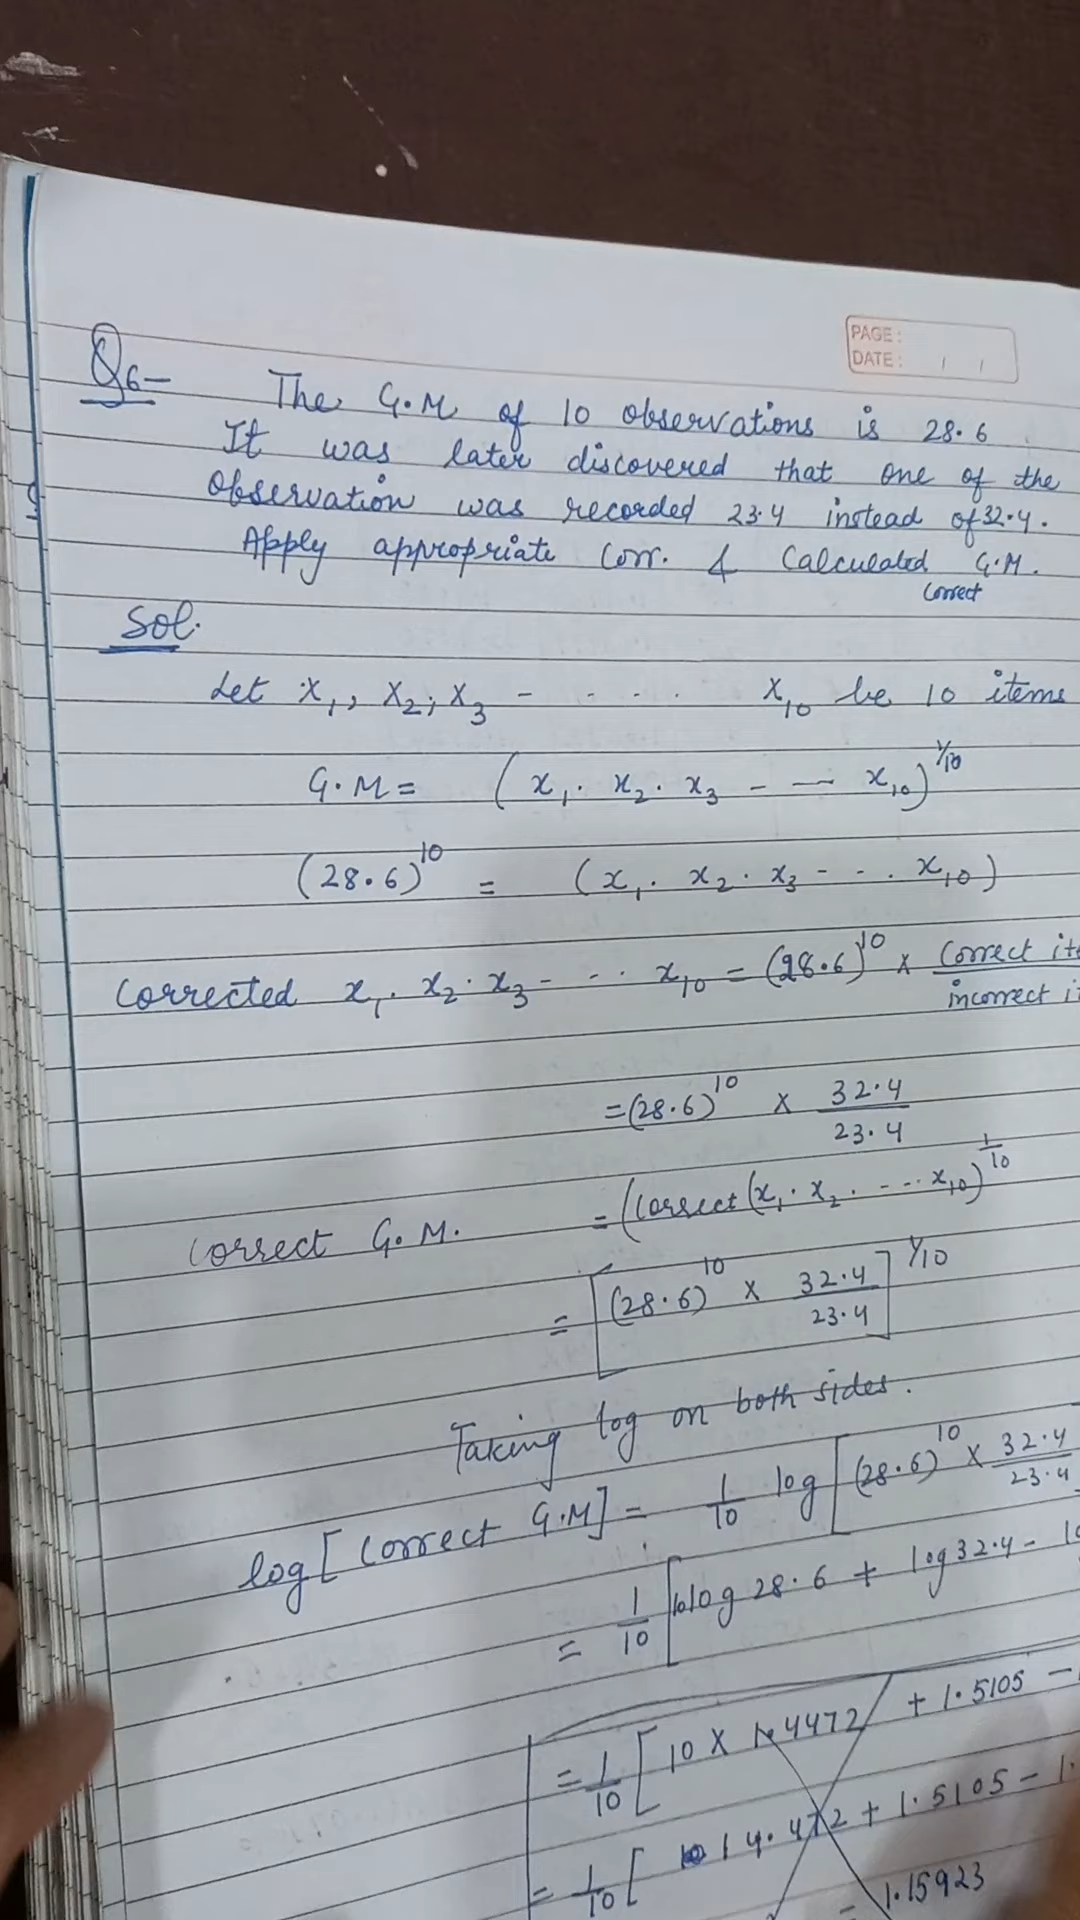 PAGE:
DATE: / /
Q6- The G.M of 10 observations is 28.6
It was later discovered that one of the
observation was recorded 23.4 instead of 32.4.
Apply appropriate Corr. & Calculated G.M.
Correct
Sol.
Let x₁, x₂, x₃ - - - . x₁₀ be 10 items
G.M = (x₁. x₂. x₃ - — x₁₀)^1/10
(28.6)^10 = (x₁. x₂. x₃ - - . x₁₀)
Corrected x₁. x₂. x₃ - - . . x₁₀ = (28.6)^10 × Correct / incorrect
= (28.6)^10 × 32.4/23.4
Correct G.M. = (Correct (x₁. x₂. - -.. x₁₀)^1/10
= [(28.6)^10 × 32.4/23.4]^1/10
Taking log on both sides.
log [Correct G.M] = 1/10 log [(28.6)^10 × 32.4/23.4
= 1/10 [10log 28.6 + log 32.4 -
= 1/10 [10 × 1.4472 + 1.5105 -
= 1/10 [14.472 + 1.5105 - 1.
= 1.15923